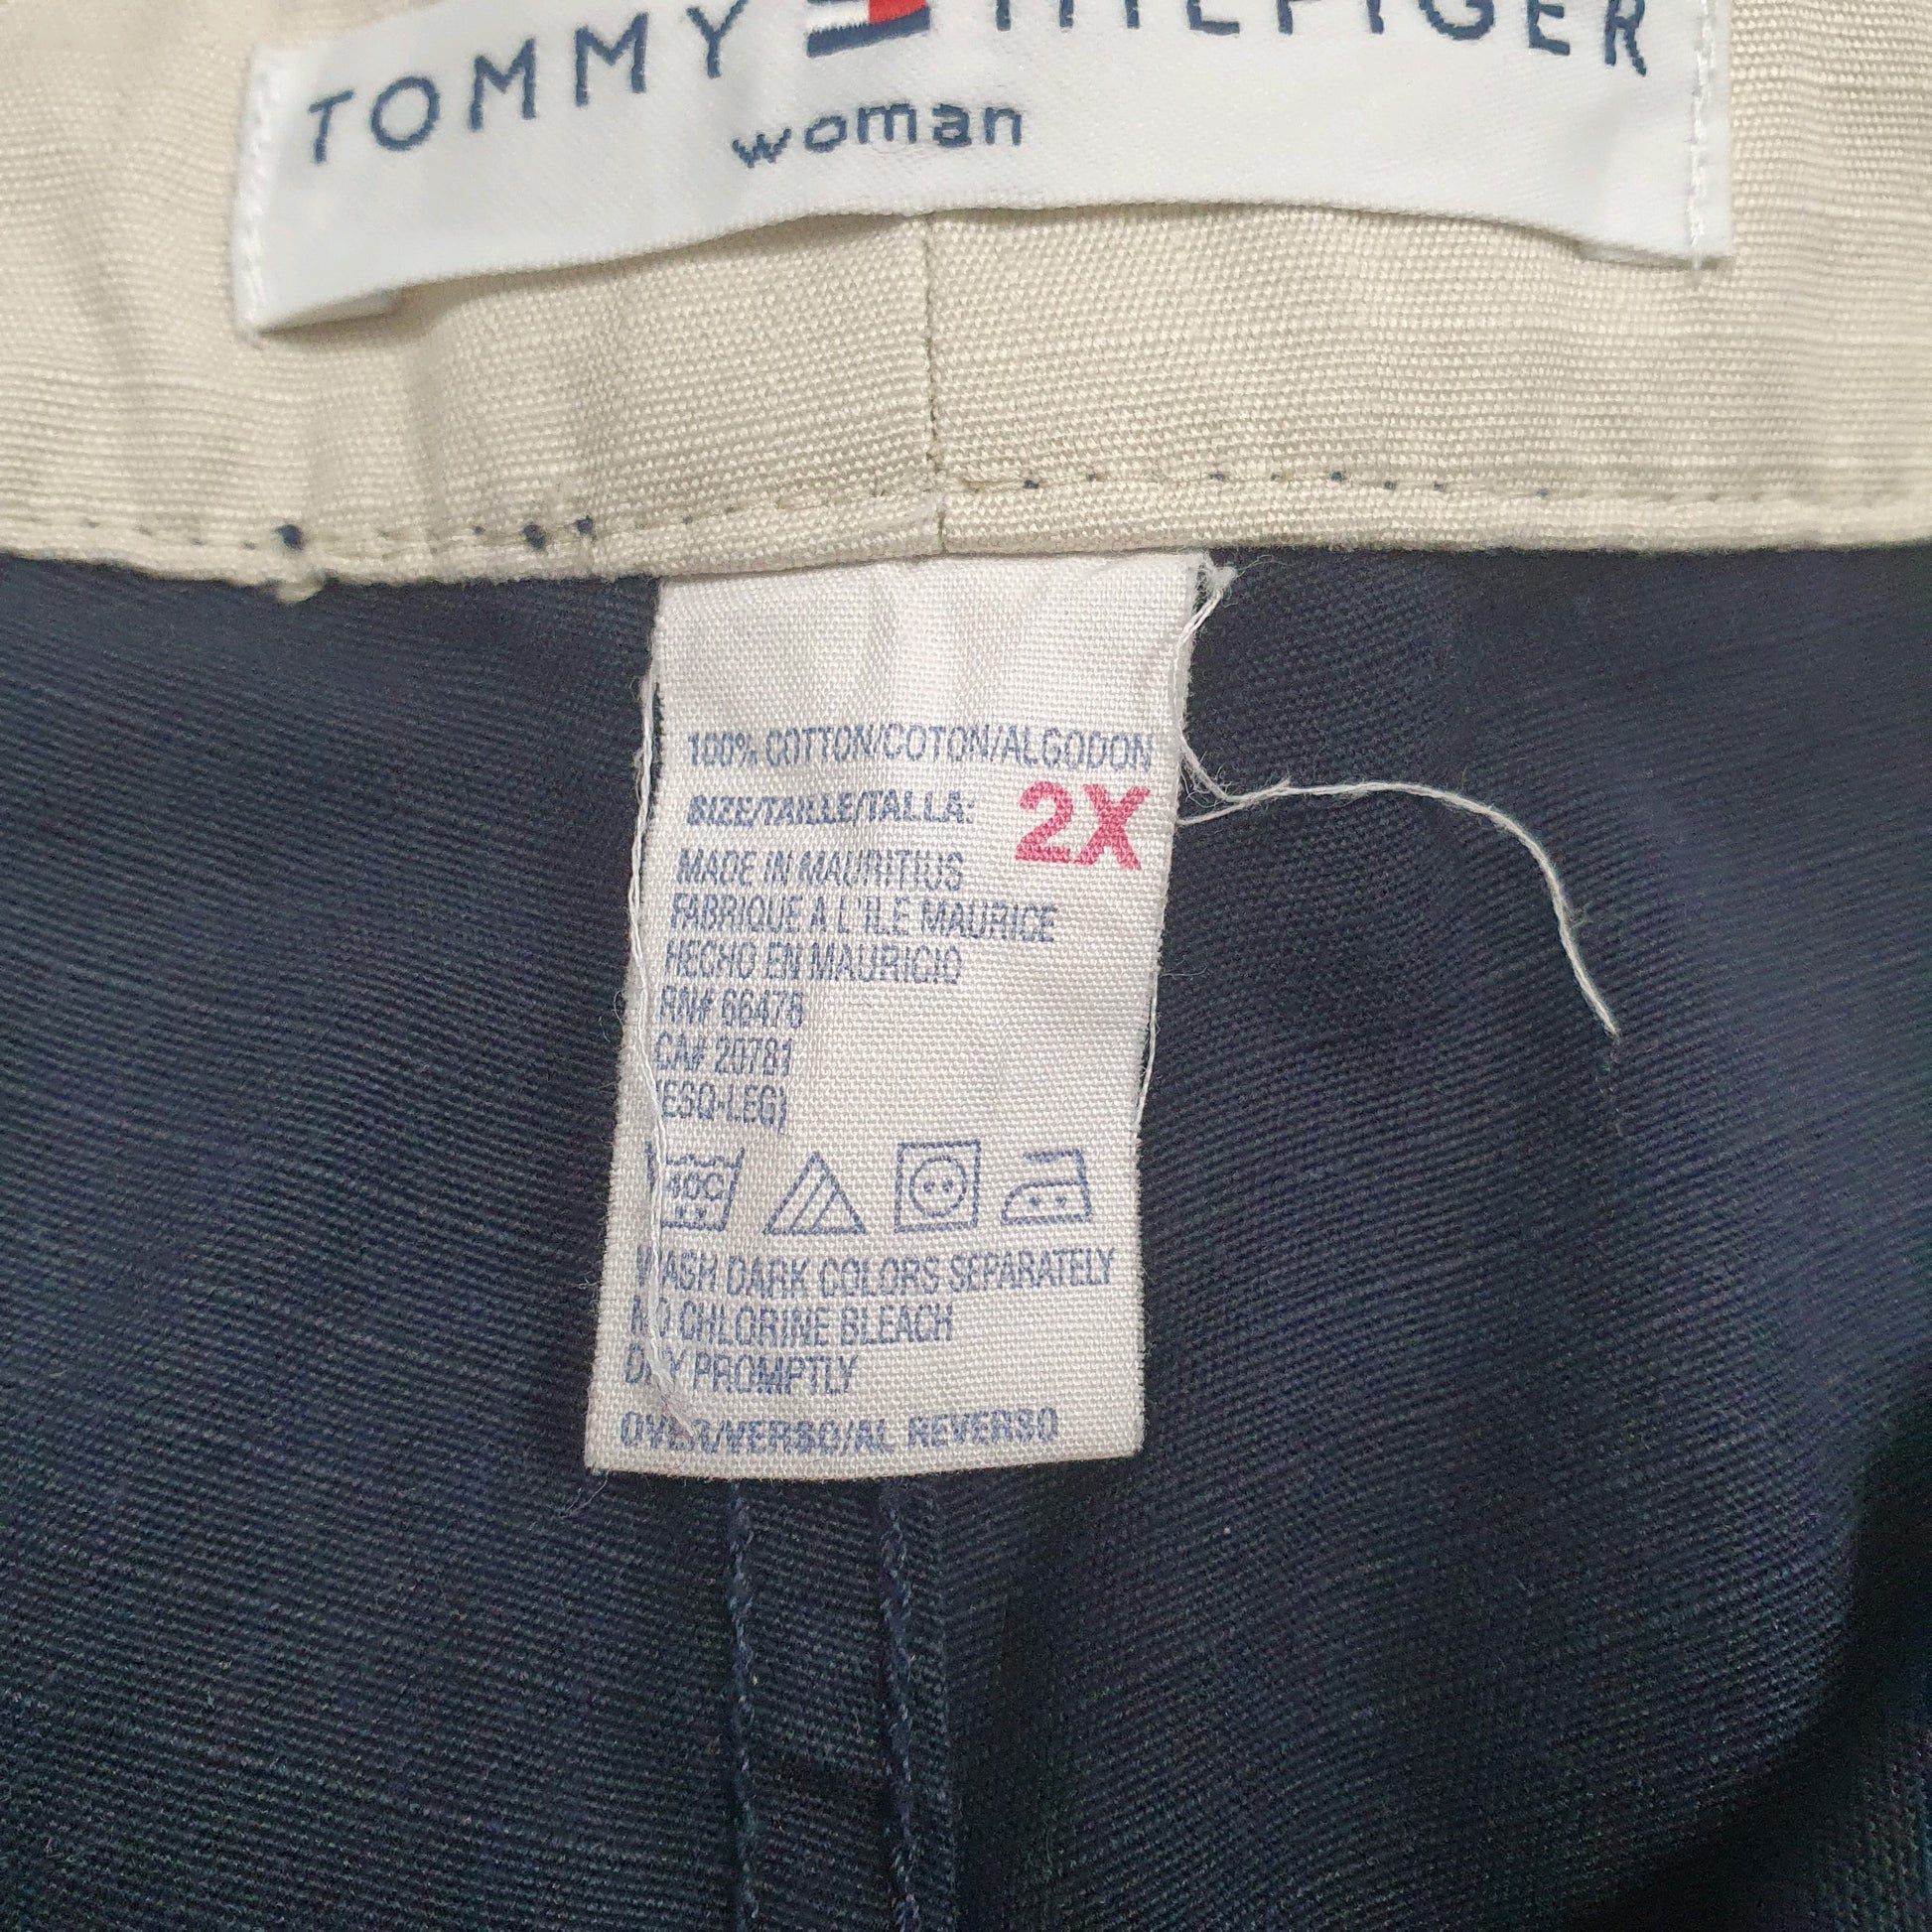 TOMMY HILFIGER
woman
100% COTTON/COTON/ALGODON
SIZE/TAILLE/TALLA: 2X
MADE IN MAURITIUS
FABRIQUE A L'ILE MAURICE
HECHO EN MAURICIO
RN# 66476
CA# 20781
(ESQ-LEG)
40C
WASH DARK COLORS SEPARATELY
NO CHLORINE BLEACH
DRY PROMPTLY
OVER/VERSO/AL REVERSO